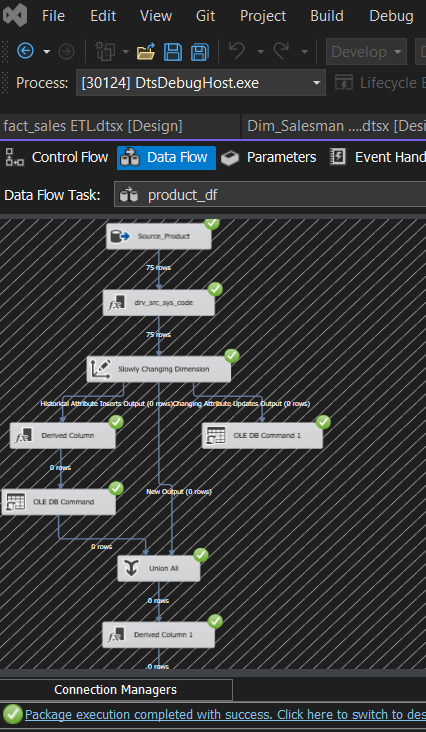 File Edit View Git Project Build Debug
Develop
Process: [30124] DtsDebugHost.exe Lifecycle E
fact_sales ETL.dtsx [Design] Dim_Salesman ....dtsx [Desi
Control Flow Data Flow Parameters Event Hand
Data Flow Task: product_df
Source_Product
75 rows
drv_src_sys_code
75 rows
Slowly Changing Dimension
Historical Attribute Inserts Output (0 rows) Changing Attribute Updates Output (0 rows)
Derived Column OLE DB Command 1
0 rows
New Output (0 rows)
OLE DB Command
0 rows
Union All
0 rows
Derived Column 1
0 rows
Connection Managers
Package execution completed with success. Click here to switch to des